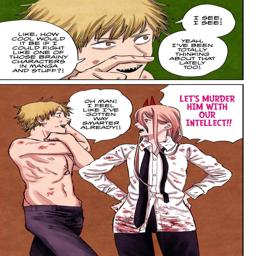 LIKE, HOW
COOL WOULD
IT BE IF I
COULD FIGHT
LIKE ONE OF
THOSE BRAINY
CHARACTERS
IN MANGA
AND STUFF?!
I SEE,
I SEE!
YEAH,
I'VE BEEN
TOTALLY
THINKING
ABOUT THAT
LATELY
TOO!
OH MAN!
I FEEL
LIKE I'VE
GOTTEN
WAY
SMARTER
ALREADY!!
LET'S MURDER
HIM WITH
OUR
INTELLECT!!